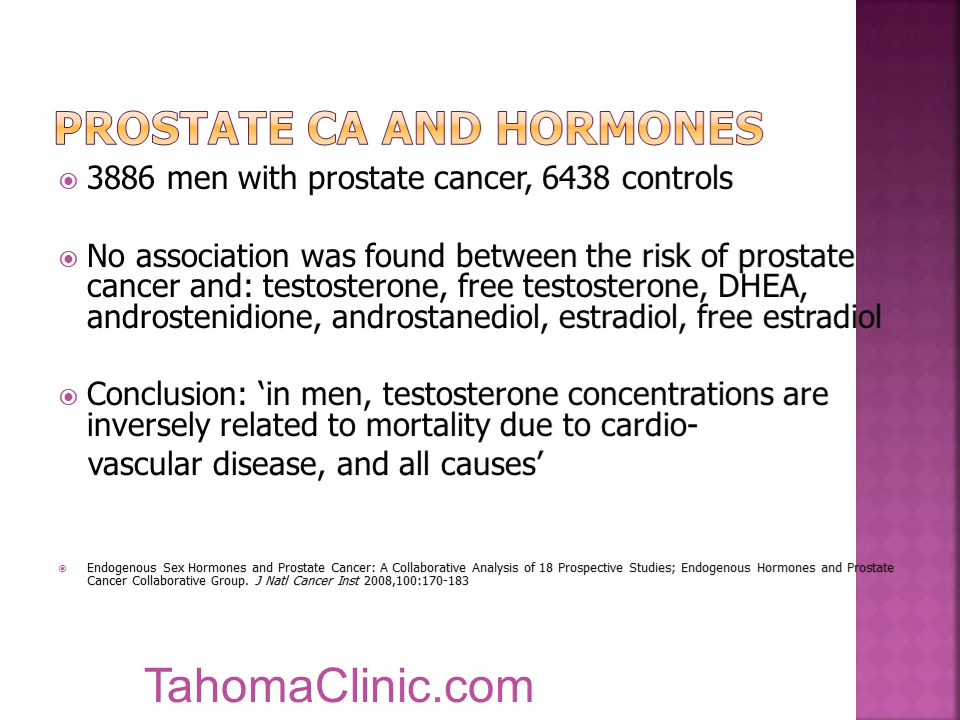 PROSTATE CA AND HORMONES
3886 men with prostate cancer, 6438 controls
No association was found between the risk of prostate
cancer and: testosterone, free testosterone, DHEA,
androstenidione, androstanediol, estradiol, free estradiol
Conclusion: ‘in men, testosterone concentrations are
inversely related to mortality due to cardio-
vascular disease, and all causes’
Endogenous Sex Hormones and Prostate Cancer: A Collaborative Analysis of 18 Prospective Studies; Endogenous Hormones and Prostate
Cancer Collaborative Group. J Natl Cancer Inst 2008,100:170-183
TahomaClinic.com